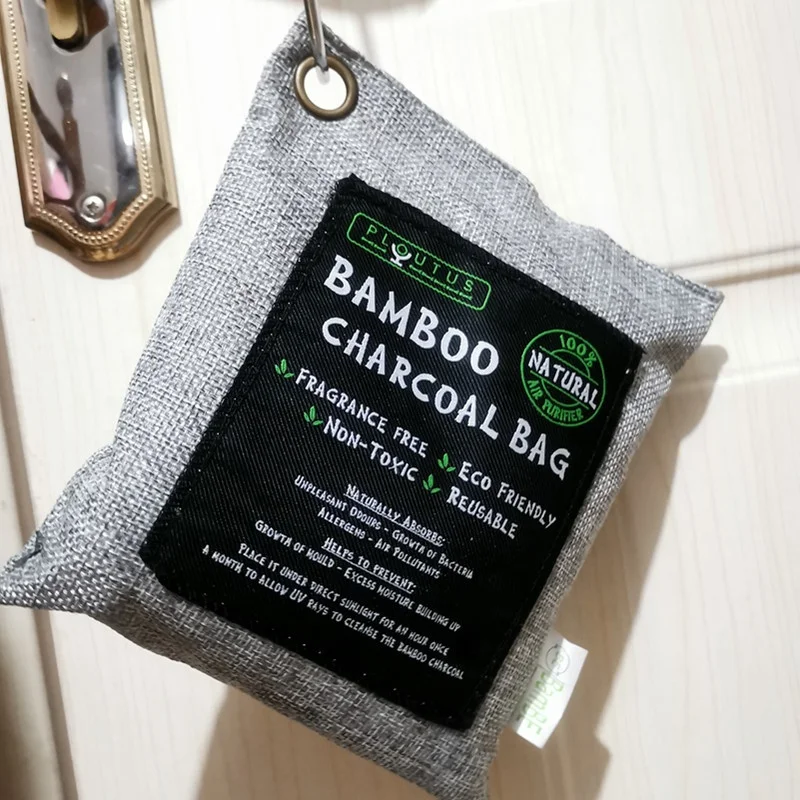 PLOUTUS
BAMBOO
CHARCOAL BAG
100%
NATURAL
AIR PURIFIER
FRAGRANCE FREE
ECO FRIENDLY
NON-TOXIC
REUSABLE
NATURALLY ABSORBS:
UNPLEASANT ODOURS - GROWTH OF BACTERIA
ALLERGENS - AIR POLLUTANTS
HELPS TO PREVENT:
GROWTH OF MOULD - EXCESS MOISTURE BUILDING UP
PLACE IT UNDER DIRECT SUNLIGHT FOR AN HOUR ONCE
A MONTH TO ALLOW UV RAYS TO CLEANSE THE BAMBOO CHARCOAL